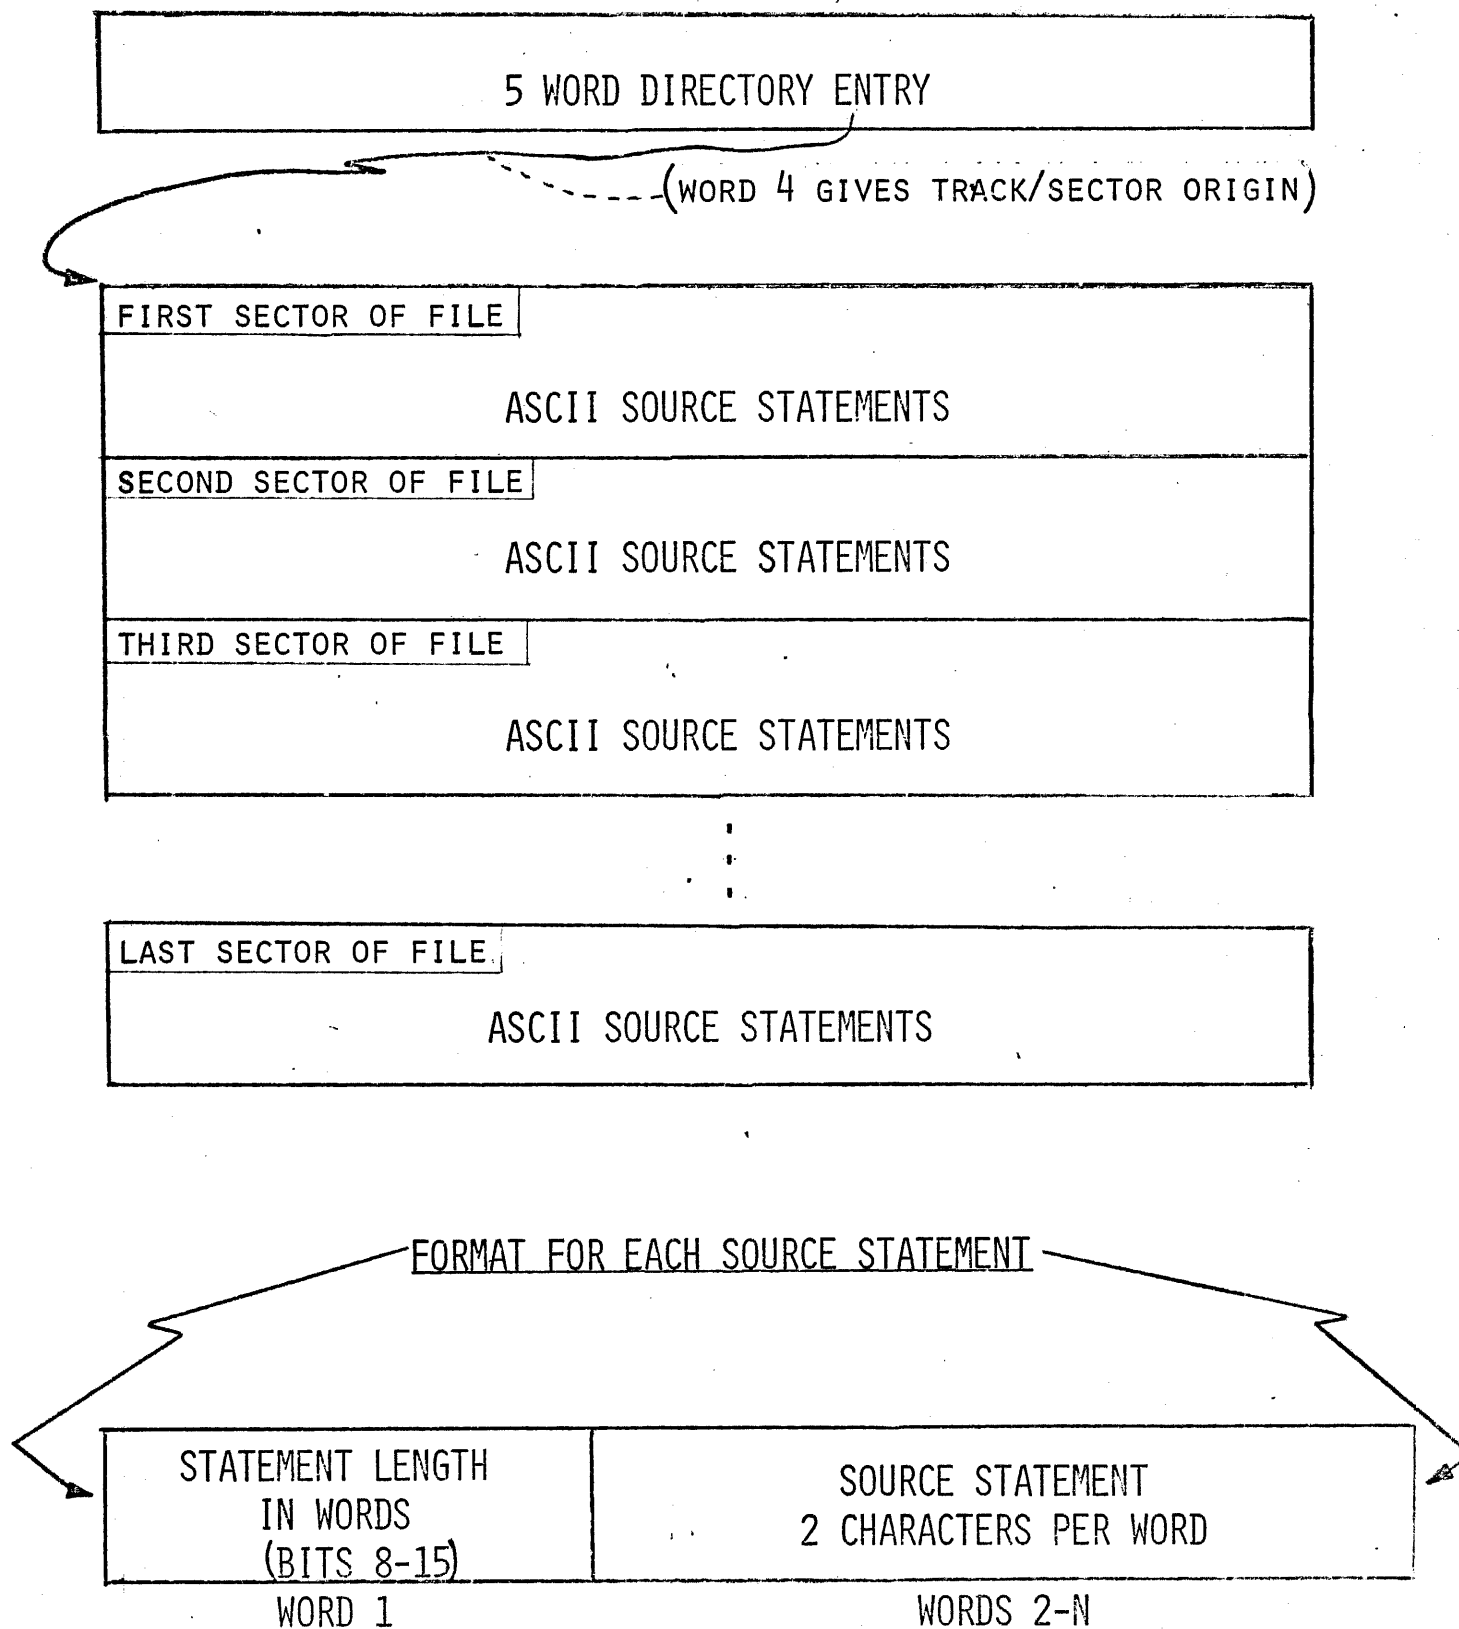 5 WORD DIRECTORY ENTRY
(WORD 4 GIVES TRACK/SECTOR ORIGIN)
FIRST SECTOR OF FILE
ASCII SOURCE STATEMENTS
SECOND SECTOR OF FILE
ASCII SOURCE STATEMENTS
THIRD SECTOR OF FILE
ASCII SOURCE STATEMENTS
LAST SECTOR OF FILE
ASCII SOURCE STATEMENTS
FORMAT FOR EACH SOURCE STATEMENT
STATEMENT LENGTH
IN WORDS
(BITS 8-15)
WORD 1
SOURCE STATEMENT
2 CHARACTERS PER WORD
WORDS 2-N